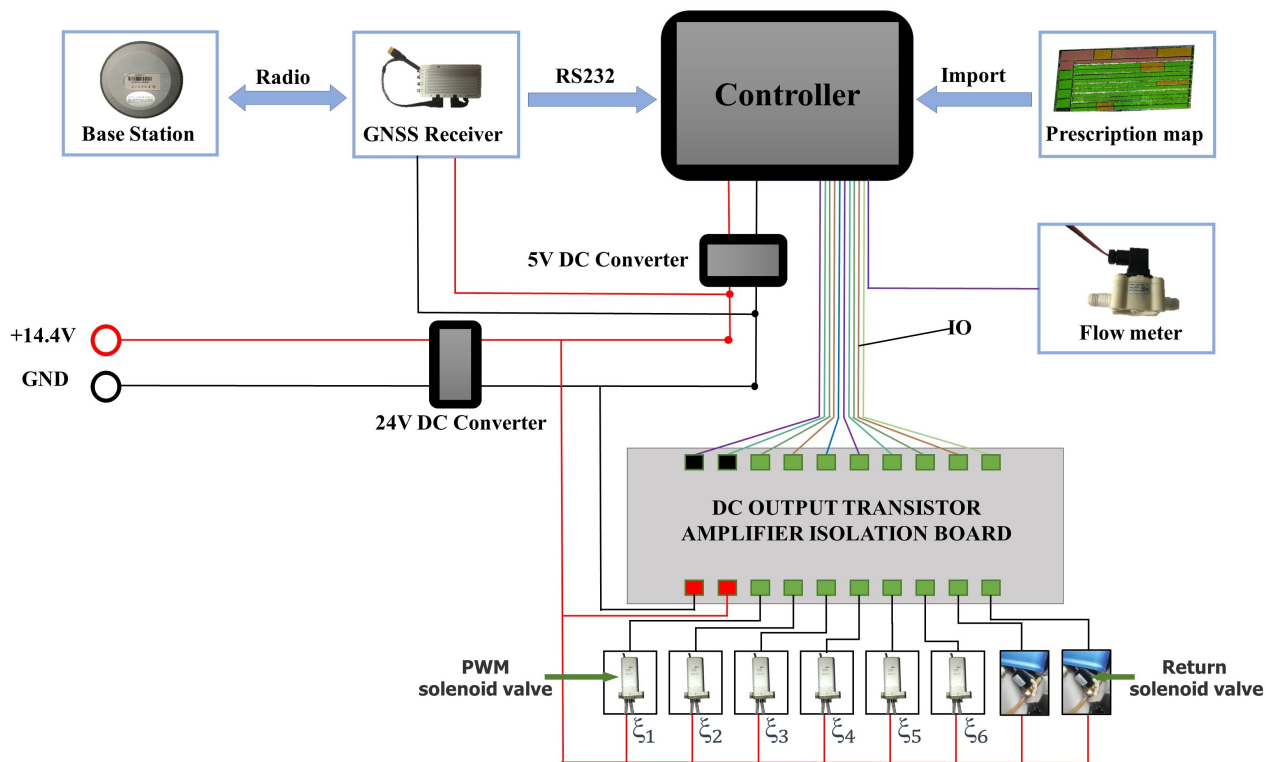 Base Station
Radio
GNSS Receiver
RS232
Controller
Import
Prescription map
5V DC Converter
Flow meter
+14.4V
GND
24V DC Converter
IO
DC OUTPUT TRANSISTOR
AMPLIFIER ISOLATION BOARD
PWM
solenoid valve
Return
solenoid valve
ξ1
ξ2
ξ3
ξ4
ξ5
ξ6